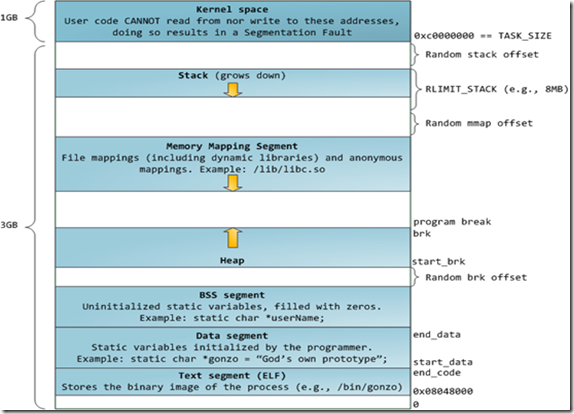 1GB
Kernel space
User code CANNOT read from nor write to these addresses,
doing so results in a Segmentation Fault
0xc0000000 == TASK_SIZE
Random stack offset
Stack (grows down)
RLIMIT_STACK (e.g., 8MB)
Random mmap offset
Memory Mapping Segment
File mappings (including dynamic libraries) and anonymous
mappings. Example: /lib/libc.so
3GB
program break
brk
Heap
start_brk
Random brk offset
BSS segment
Uninitialized static variables, filled with zeros.
Example: static char *userName;
Data segment
Static variables initialized by the programmer.
Example: static char *gonzo = “God’s own prototype”;
end_data
start_data
Text segment (ELF)
Stores the binary image of the process (e.g., /bin/gonzo)
end_code
0x08048000
0